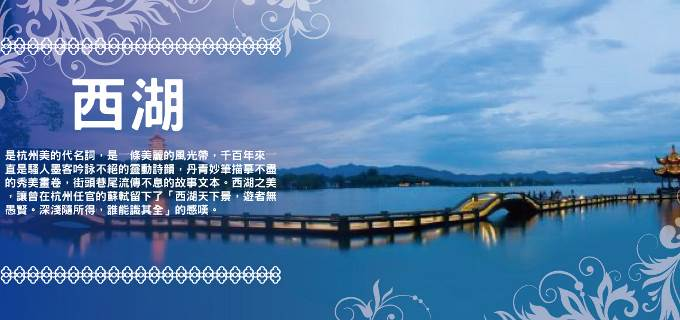 西湖
是杭州美的代名詞，是 條美麗的風光帶，千百年來
直是騷人墨客吟詠不絕的靈動詩韻，丹青妙筆描摹不盡
的秀美畫卷，街頭巷尾流傳不息的故事文本。西湖之美
，讓曾在杭州任官的蘇軾留下了「西湖天下景，遊者無
愚賢。深淺隨所得，誰能識其全」的感嘆。